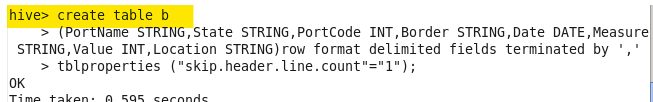 hive> create table b
    > (PortName STRING,State STRING,PortCode INT,Border STRING,Date DATE,Measure
 STRING,Value INT,Location STRING)row format delimited fields terminated by ','
    > tblproperties ("skip.header.line.count"="1");
OK
Time taken: 0.595 seconds